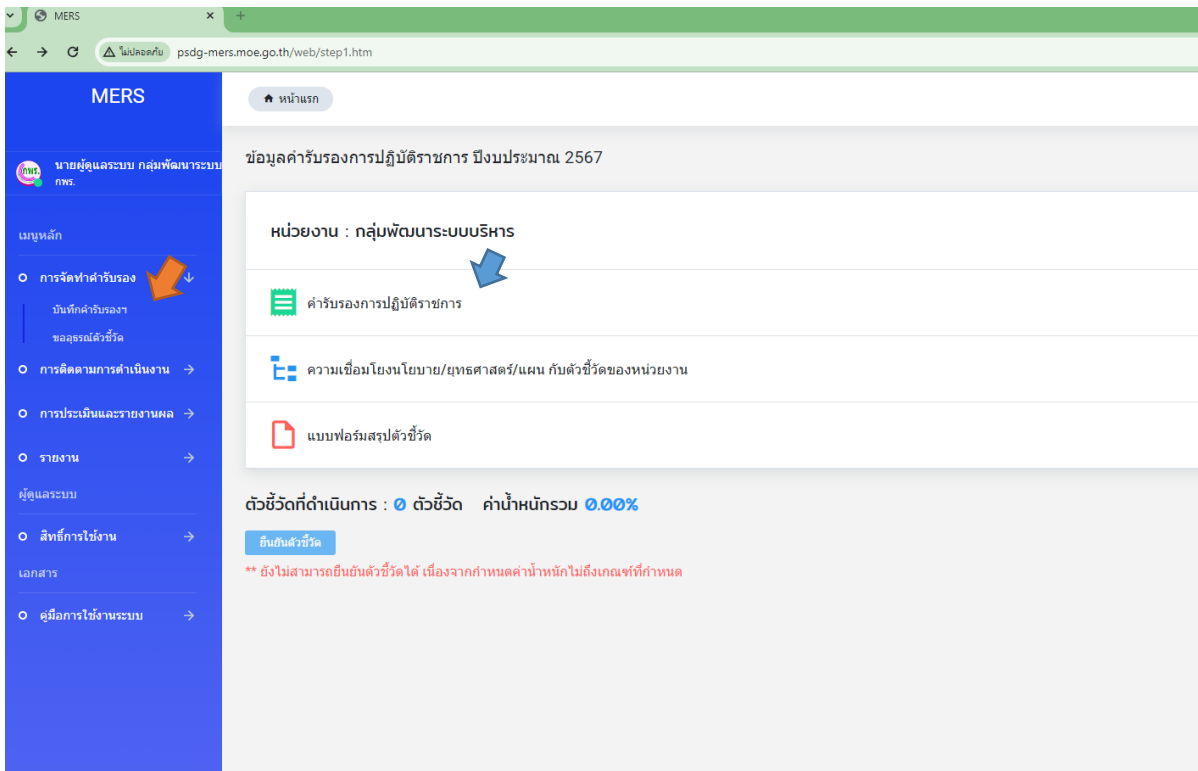 MERS
ไม่ปลอดภัย psdg-mers.moe.go.th/web/step1.htm
MERS
หน้าแรก
นายผู้ดูแลระบบ กลุ่มพัฒนาระบบ
กพร.
กพร.
ข้อมูลคำรับรองการปฏิบัติราชการ ปีงบประมาณ 2567
หน่วยงาน : กลุ่มพัฒนาระบบบริหาร
เมนูหลัก
การจัดทำคำรับรอง
บันทึกคำรับรองฯ
ขออุธรณ์ตัวชี้วัด
การติดตามการดำเนินงาน
การประเมินและรายงานผล
รายงาน
ผู้ดูแลระบบ
สิทธิ์การใช้งาน
เอกสาร
คู่มือการใช้งานระบบ
คำรับรองการปฏิบัติราชการ
ความเชื่อมโยงนโยบาย/ยุทธศาสตร์/แผน กับตัวชี้วัดของหน่วยงาน
แบบฟอร์มสรุปตัวชี้วัด
ตัวชี้วัดที่ดำเนินการ : 0 ตัวชี้วัด ค่าน้ำหนักรวม 0.00%
ยืนยันตัวชี้วัด
** ยังไม่สามารถยืนยันตัวชี้วัดได้ เนื่องจากกำหนดค่าน้ำหนักไม่ถึงเกณฑ์ที่กำหนด